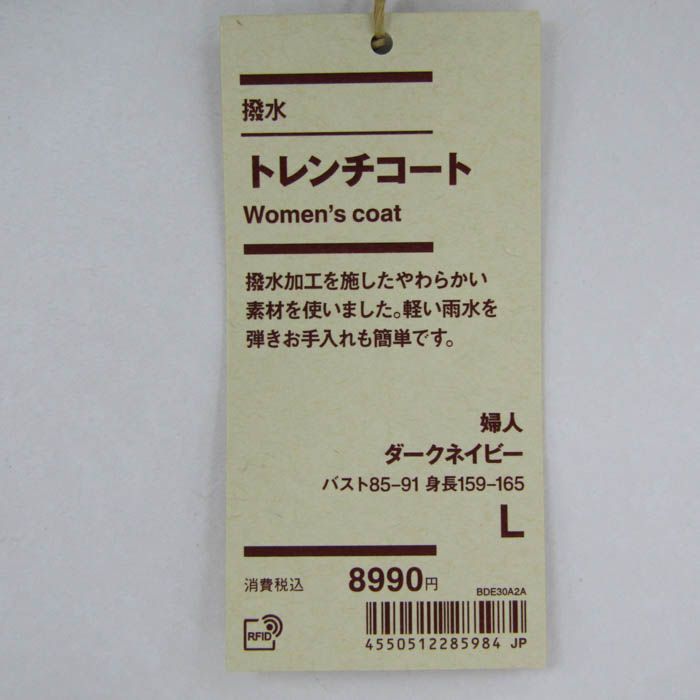 撥水
トレンチコート
Women's coat
撥水加工を施したやわらかい
素材を使いました。軽い雨水を
弾きお手入れも簡単です。
婦人
ダークネイビー
バスト85-91 身長159-165
L
消費税込 8990円
BDE30A2A
RFID
4550512285984 JP